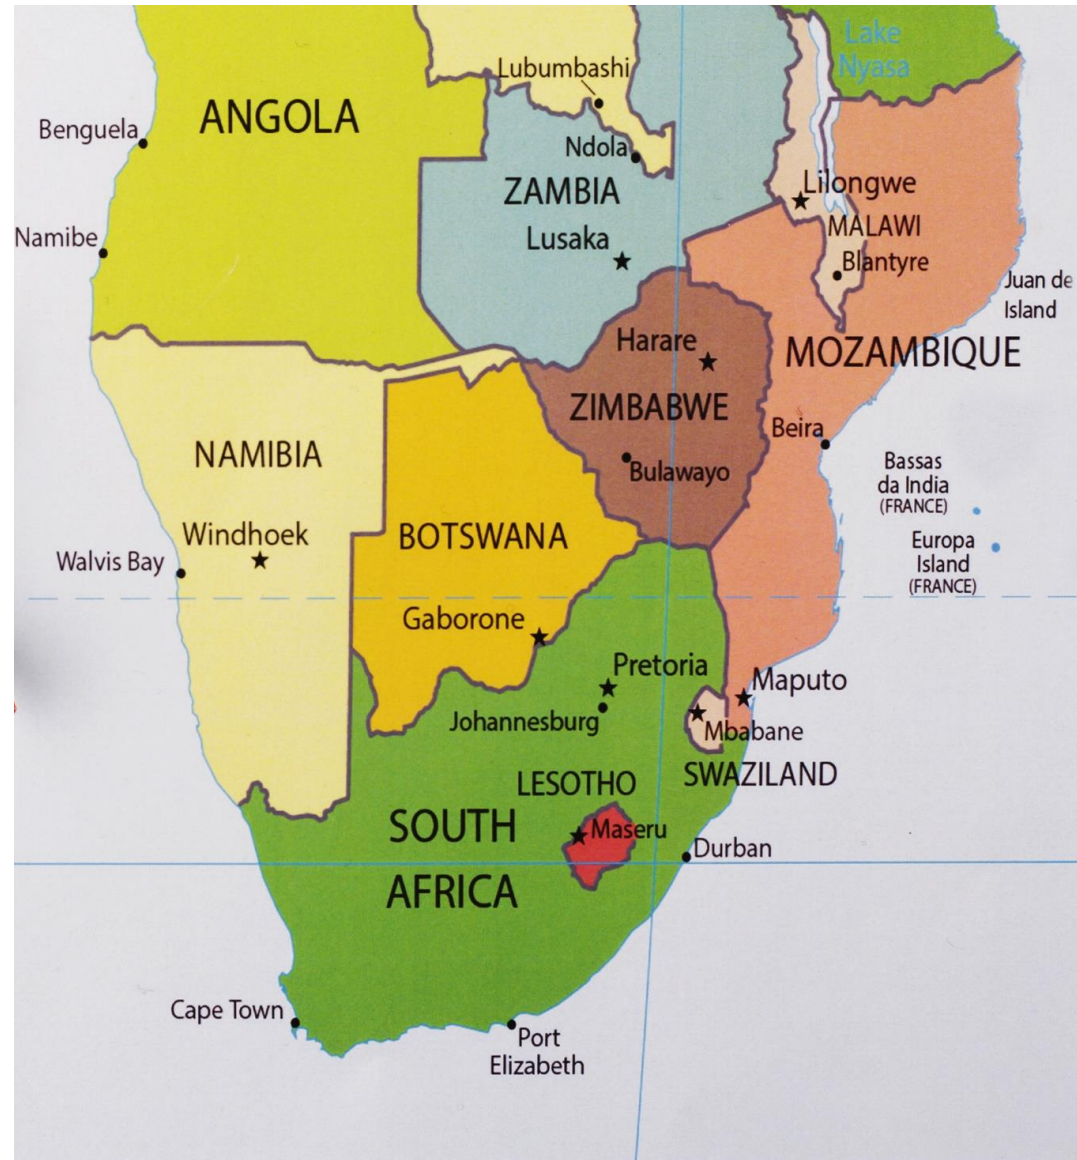 Lake
Nyasa
Lubumbashi
ANGOLA
Benguela
Ndola
ZAMBIA
Lilongwe
MALAWI
Namibe
Lusaka
Blantyre
Juan de
Island
Harare
MOZAMBIQUE
ZIMBABWE
Beira
NAMIBIA
Bulawayo
Bassas
da India
(FRANCE)
Windhoek
BOTSWANA
Europa
Island
(FRANCE)
Walvis Bay
Gaborone
Pretoria
Maputo
Johannesburg
Mbabane
SWAZILAND
LESOTHO
SOUTH
AFRICA
Maseru
Durban
Cape Town
Port
Elizabeth